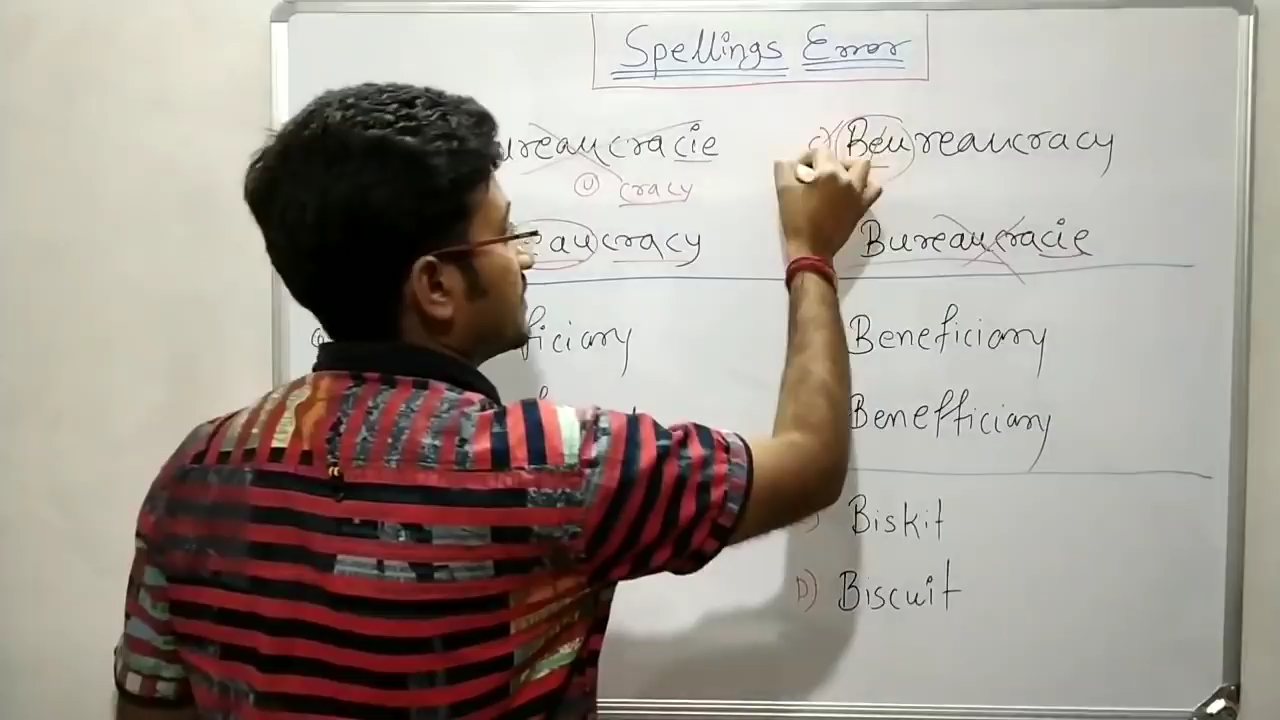 Spellings Error
ureaucracie C) Beureaucracy
U cracy
eaucracy Bureaucracie
ficiary Beneficiary
Benefficiary
Biskit
D) Biscuit